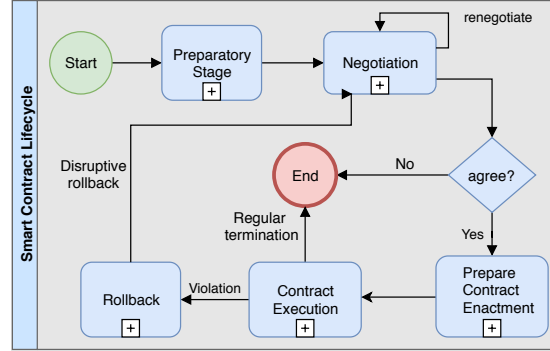 Smart Contract Lifecycle
Start
Preparatory
Stage
+
Negotiation
+
renegotiate
Disruptive
rollback
End
No
agree?
Regular
termination
Yes
Rollback
+
Violation
Contract
Execution
+
Prepare
Contract
Enactment
+